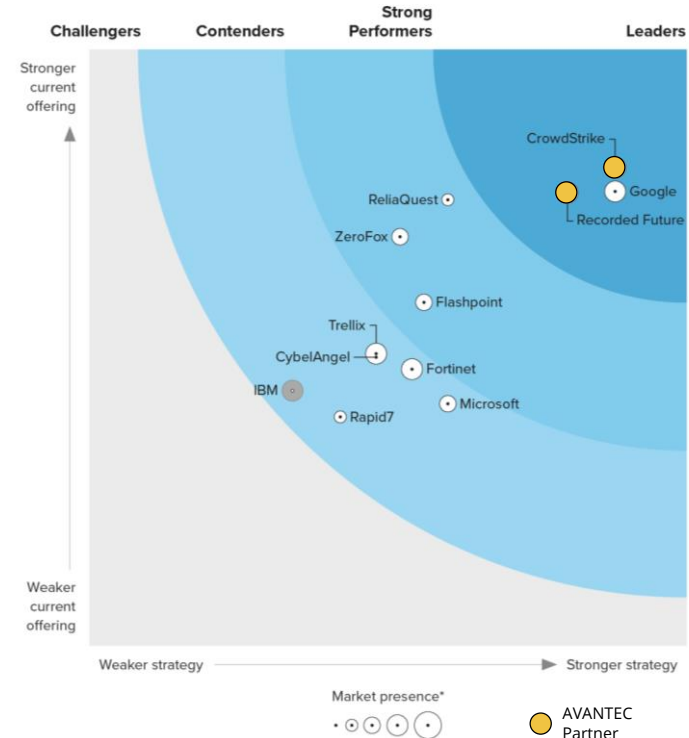 Strong
Challengers Contenders Performers Leaders
Stronger
current
offering
CrowdStrike
Google
ReliaQuest
Recorded Future
ZeroFox
Flashpoint
Trellix
CybelAngel
Fortinet
IBM
Microsoft
Rapid7
Weaker
current
offering
Weaker strategy Stronger strategy
Market presence*
AVANTEC
Partner